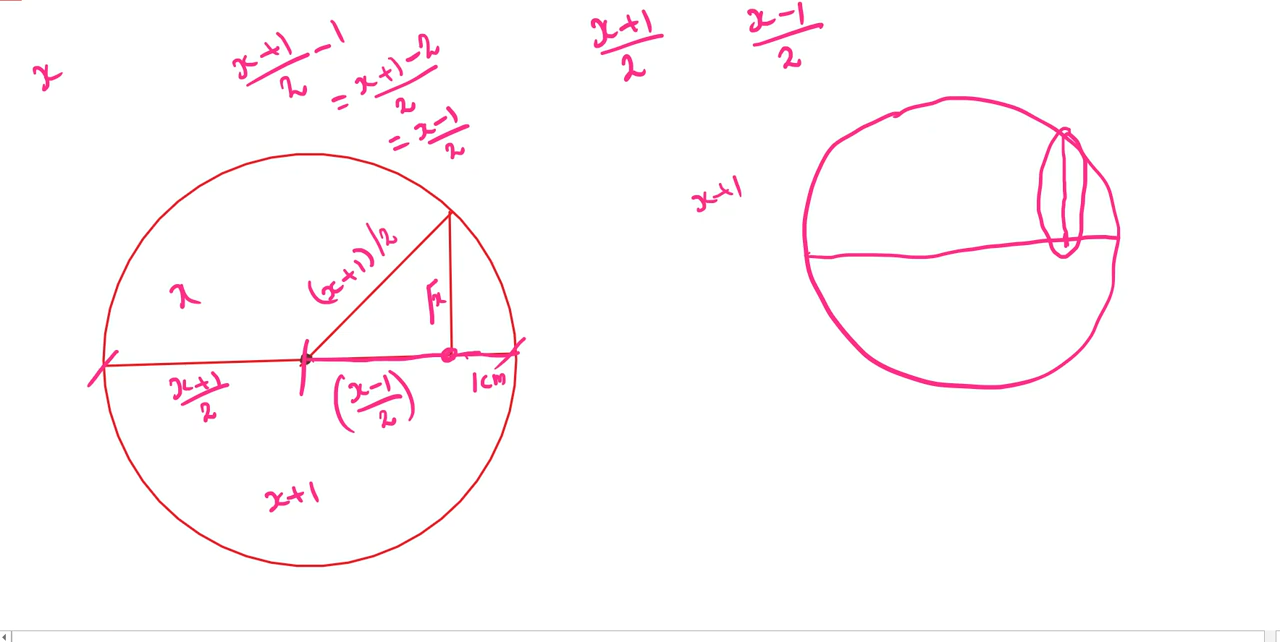 x
x+1/2 - 1
= x+1-2/2
= x-1/2
x+1/2
x-1/2
x
(x+1)/2
√x
x+1/2
(x-1/2)
1cm
x+1
x+1